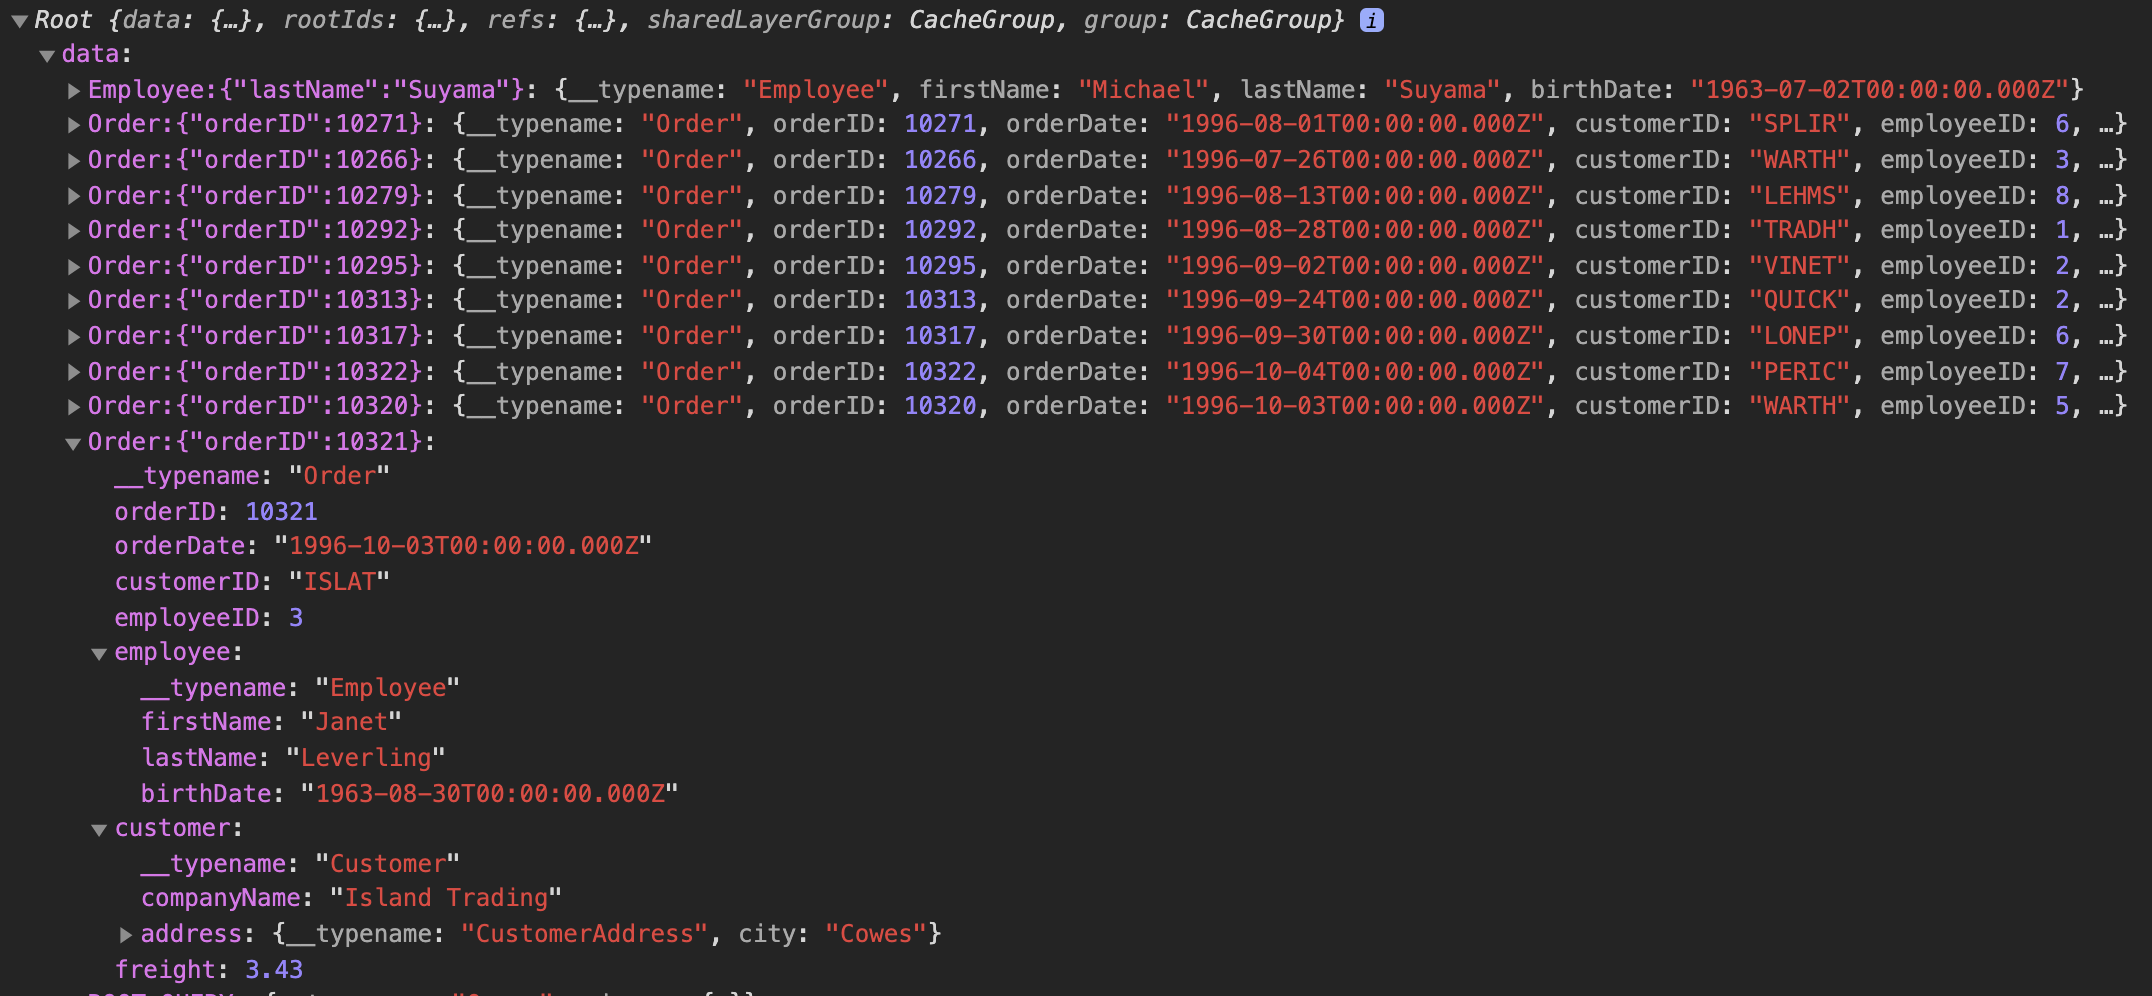 Root {data: {…}, rootIds: {…}, refs: {…}, sharedLayerGroup: CacheGroup, group: CacheGroup} i
data:
Employee:{"lastName":"Suyama"}: {__typename: "Employee", firstName: "Michael", lastName: "Suyama", birthDate: "1963-07-02T00:00:00.000Z"}
Order:{"orderID":10271}: {__typename: "Order", orderID: 10271, orderDate: "1996-08-01T00:00:00.000Z", customerID: "SPLIR", employeeID: 6, …}
Order:{"orderID":10266}: {__typename: "Order", orderID: 10266, orderDate: "1996-07-26T00:00:00.000Z", customerID: "WARTH", employeeID: 3, …}
Order:{"orderID":10279}: {__typename: "Order", orderID: 10279, orderDate: "1996-08-13T00:00:00.000Z", customerID: "LEHMS", employeeID: 8, …}
Order:{"orderID":10292}: {__typename: "Order", orderID: 10292, orderDate: "1996-08-28T00:00:00.000Z", customerID: "TRADH", employeeID: 1, …}
Order:{"orderID":10295}: {__typename: "Order", orderID: 10295, orderDate: "1996-09-02T00:00:00.000Z", customerID: "VINET", employeeID: 2, …}
Order:{"orderID":10313}: {__typename: "Order", orderID: 10313, orderDate: "1996-09-24T00:00:00.000Z", customerID: "QUICK", employeeID: 2, …}
Order:{"orderID":10317}: {__typename: "Order", orderID: 10317, orderDate: "1996-09-30T00:00:00.000Z", customerID: "LONEP", employeeID: 6, …}
Order:{"orderID":10322}: {__typename: "Order", orderID: 10322, orderDate: "1996-10-04T00:00:00.000Z", customerID: "PERIC", employeeID: 7, …}
Order:{"orderID":10320}: {__typename: "Order", orderID: 10320, orderDate: "1996-10-03T00:00:00.000Z", customerID: "WARTH", employeeID: 5, …}
Order:{"orderID":10321}:
__typename: "Order"
orderID: 10321
orderDate: "1996-10-03T00:00:00.000Z"
customerID: "ISLAT"
employeeID: 3
employee:
__typename: "Employee"
firstName: "Janet"
lastName: "Leverling"
birthDate: "1963-08-30T00:00:00.000Z"
customer:
__typename: "Customer"
companyName: "Island Trading"
address: {__typename: "CustomerAddress", city: "Cowes"}
freight: 3.43